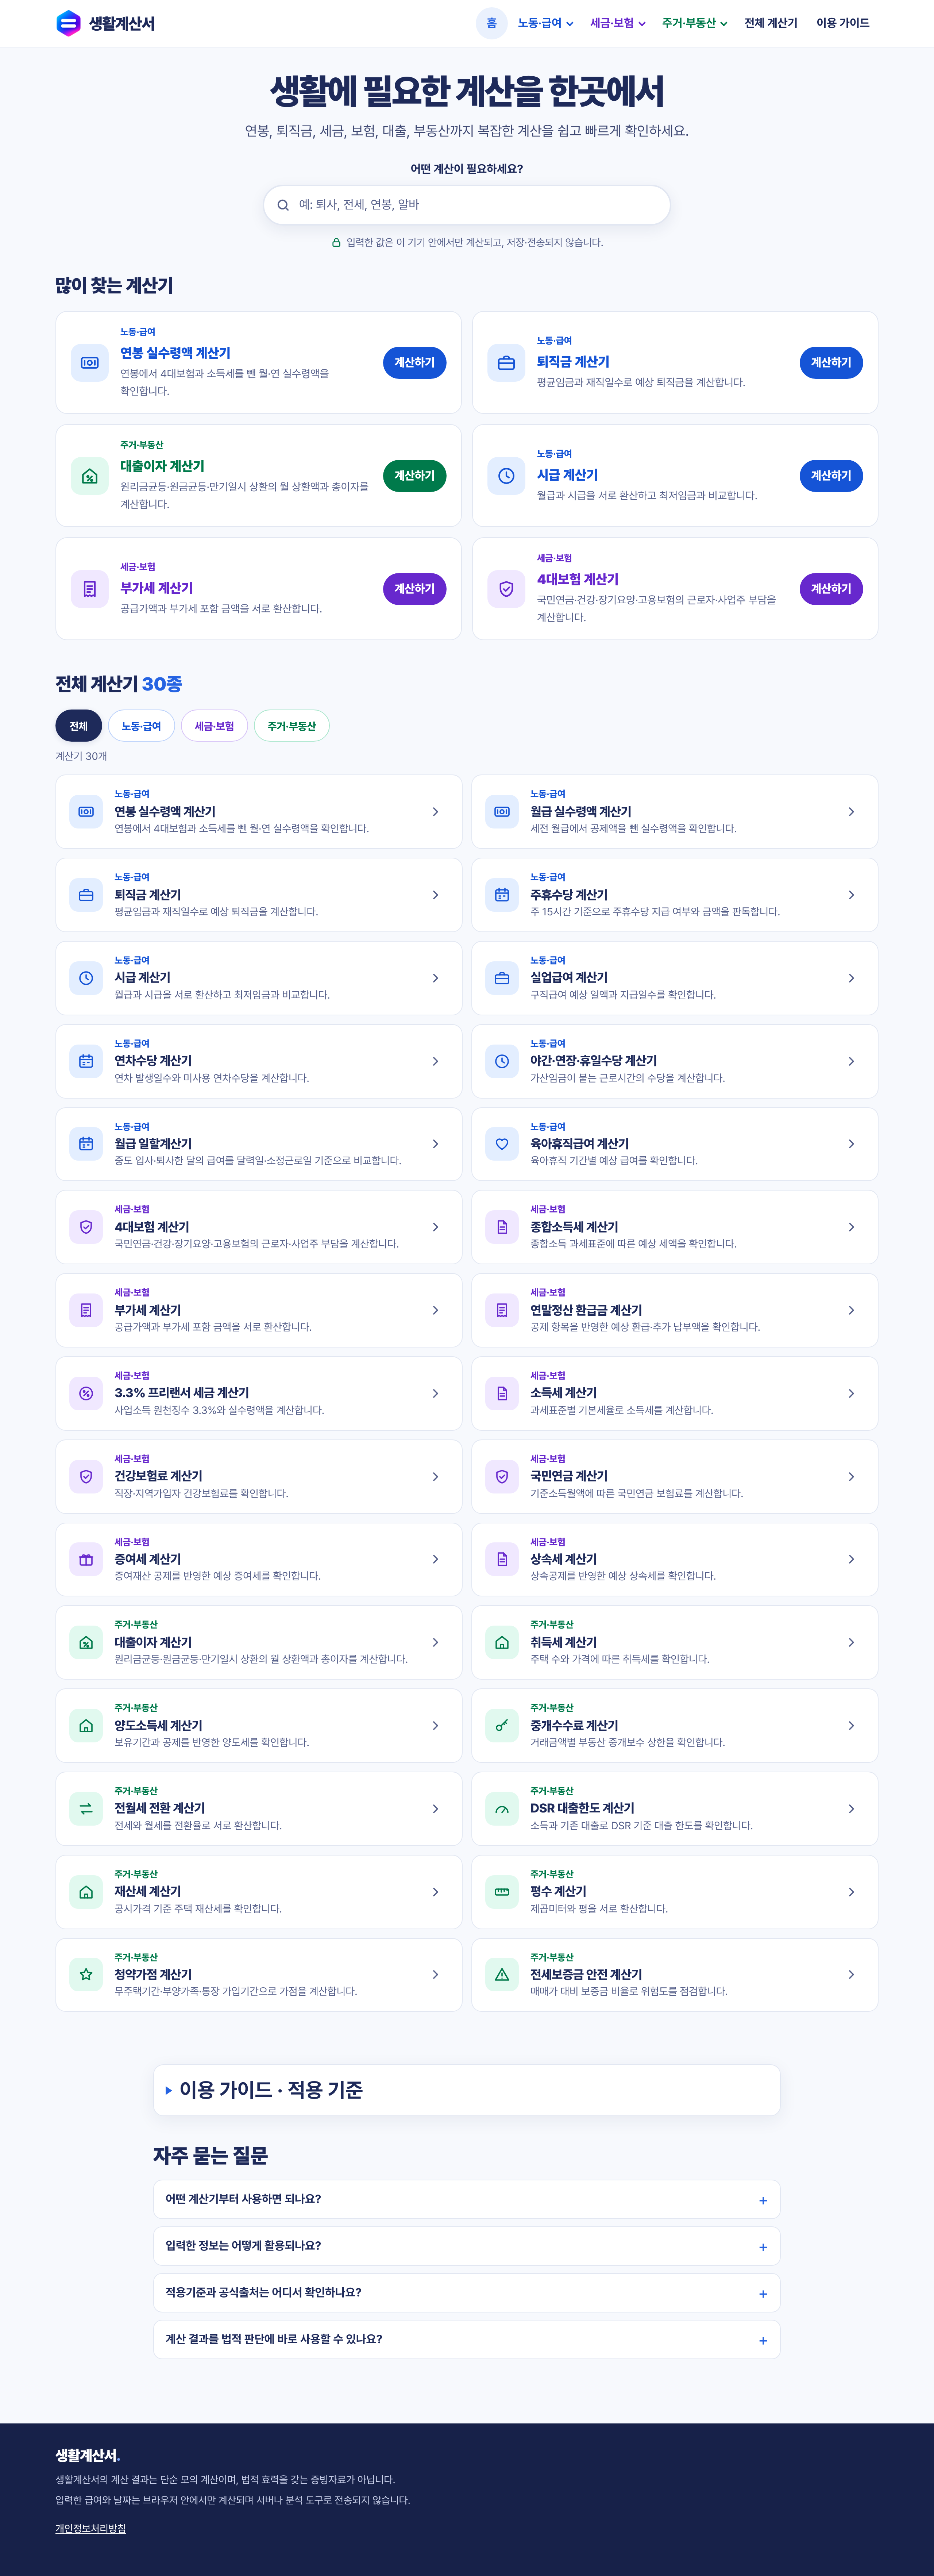 생활계산서
홈 노동·급여 세금·보험 주거·부동산 전체 계산기 이용 가이드
생활에 필요한 계산을 한곳에서
연봉, 퇴직금, 세금, 보험, 대출, 부동산까지 복잡한 계산을 쉽고 빠르게 확인하세요.
어떤 계산이 필요하세요?
예: 퇴사, 전세, 연봉, 알바
입력한 값은 이 기기 안에서만 계산되고, 저장·전송되지 않습니다.
많이 찾는 계산기
노동·급여
연봉 실수령액 계산기
연봉에서 4대보험과 소득세를 뺀 월·연 실수령액을
확인합니다.
계산하기
노동·급여
퇴직금 계산기
평균임금과 재직일수로 예상 퇴직금을 계산합니다.
계산하기
주거·부동산
대출이자 계산기
원리금균등·원금균등·만기일시 상환의 월 상환액과 총이자를
계산합니다.
계산하기
노동·급여
시급 계산기
월급과 시급을 서로 환산하고 최저임금과 비교합니다.
계산하기
세금·보험
부가세 계산기
공급가액과 부가세 포함 금액을 서로 환산합니다.
계산하기
세금·보험
4대보험 계산기
국민연금·건강·장기요양·고용보험의 근로자·사업주 부담을
계산합니다.
계산하기
전체 계산기 30종
전체 노동·급여 세금·보험 주거·부동산
계산기 30개
노동·급여
연봉 실수령액 계산기
연봉에서 4대보험과 소득세를 뺀 월·연 실수령액을 확인합니다.
노동·급여
월급 실수령액 계산기
세전 월급에서 공제액을 뺀 실수령액을 확인합니다.
노동·급여
퇴직금 계산기
평균임금과 재직일수로 예상 퇴직금을 계산합니다.
노동·급여
주휴수당 계산기
주 15시간 기준으로 주휴수당 지급 여부와 금액을 판독합니다.
노동·급여
시급 계산기
월급과 시급을 서로 환산하고 최저임금과 비교합니다.
노동·급여
실업급여 계산기
구직급여 예상 일액과 지급일수를 확인합니다.
노동·급여
연차수당 계산기
연차 발생일수와 미사용 연차수당을 계산합니다.
노동·급여
야간·연장·휴일수당 계산기
가산임금이 붙는 근로시간의 수당을 계산합니다.
노동·급여
월급 일할계산기
중도 입사·퇴사한 달의 급여를 달력일·소정근로일 기준으로 비교합니다.
노동·급여
육아휴직급여 계산기
육아휴직 기간별 예상 급여를 확인합니다.
세금·보험
4대보험 계산기
국민연금·건강·장기요양·고용보험의 근로자·사업주 부담을 계산합니다.
세금·보험
종합소득세 계산기
종합소득 과세표준에 따른 예상 세액을 확인합니다.
세금·보험
부가세 계산기
공급가액과 부가세 포함 금액을 서로 환산합니다.
세금·보험
연말정산 환급금 계산기
공제 항목을 반영한 예상 환급·추가 납부액을 확인합니다.
세금·보험
3.3% 프리랜서 세금 계산기
사업소득 원천징수 3.3%와 실수령액을 계산합니다.
세금·보험
소득세 계산기
과세표준별 기본세율로 소득세를 계산합니다.
세금·보험
건강보험료 계산기
직장·지역가입자 건강보험료를 확인합니다.
세금·보험
국민연금 계산기
기준소득월액에 따른 국민연금 보험료를 계산합니다.
세금·보험
증여세 계산기
증여재산 공제를 반영한 예상 증여세를 확인합니다.
세금·보험
상속세 계산기
상속공제를 반영한 예상 상속세를 확인합니다.
주거·부동산
대출이자 계산기
원리금균등·원금균등·만기일시 상환의 월 상환액과 총이자를 계산합니다.
주거·부동산
취득세 계산기
주택 수와 가격에 따른 취득세를 확인합니다.
주거·부동산
양도소득세 계산기
보유기간과 공제를 반영한 양도세를 확인합니다.
주거·부동산
중개수수료 계산기
거래금액별 부동산 중개보수 상한을 확인합니다.
주거·부동산
전월세 전환 계산기
전세와 월세를 전환율로 서로 환산합니다.
주거·부동산
DSR 대출한도 계산기
소득과 기존 대출로 DSR 기준 대출 한도를 확인합니다.
주거·부동산
재산세 계산기
공시가격 기준 주택 재산세를 확인합니다.
주거·부동산
평수 계산기
제곱미터와 평을 서로 환산합니다.
주거·부동산
청약가점 계산기
무주택기간·부양가족·통장 가입기간으로 가점을 계산합니다.
주거·부동산
전세보증금 안전 계산기
매매가 대비 보증금 비율로 위험도를 점검합니다.
이용 가이드 · 적용 기준
자주 묻는 질문
어떤 계산기부터 사용하면 되나요? +
입력한 정보는 어떻게 활용되나요? +
적용기준과 공식출처는 어디서 확인하나요? +
계산 결과를 법적 판단에 바로 사용할 수 있나요? +
생활계산서.
생활계산서의 계산 결과는 단순 모의 계산이며, 법적 효력을 갖는 증빙자료가 아닙니다.
입력한 급여와 날짜는 브라우저 안에서만 계산되며 서버나 분석 도구로 전송되지 않습니다.
개인정보처리방침